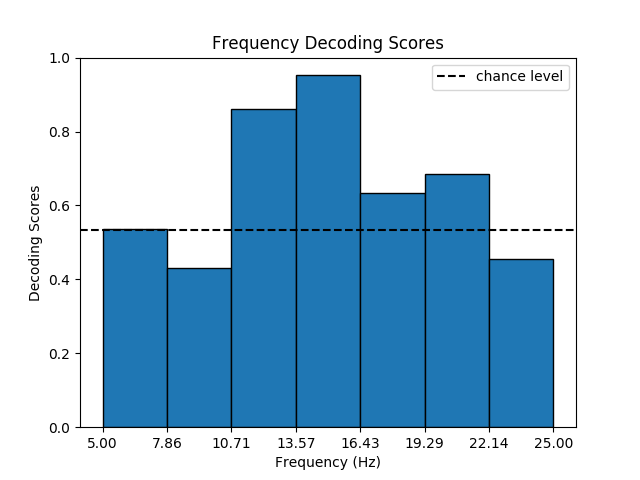 Frequency Decoding Scores
1.0
chance level
0.8
0.6
Decoding Scores
0.4
0.2
0.0
5.00 7.86 10.71 13.57 16.43 19.29 22.14 25.00
Frequency (Hz)